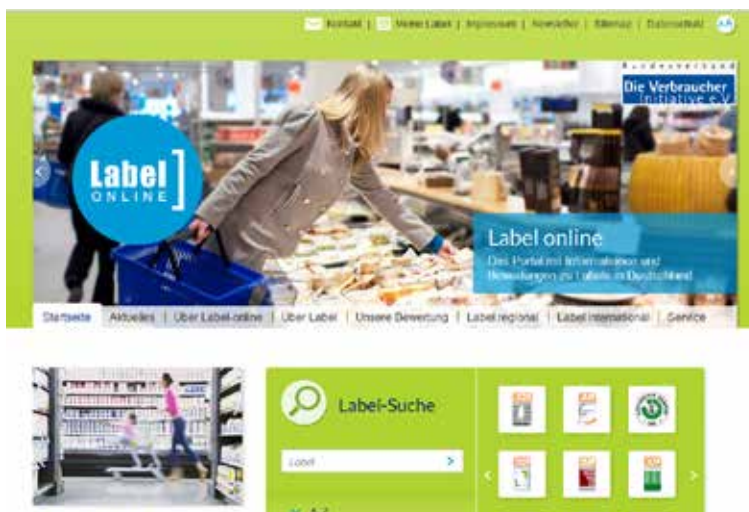 Kontakt | Meine Label | Impressum | Newsletter | Sitemap | Datenschutz
Bundesverband
Die Verbraucher
Initiative e.V.
Label
ONLINE
Label online
Das Portal mit Informationen und
Bewertungen zu Labels in Deutschland
Startseite | Aktuelles | Über Label-online | Über Label | Unsere Bewertung | Label regional | Label international | Service
Label-Suche
Label